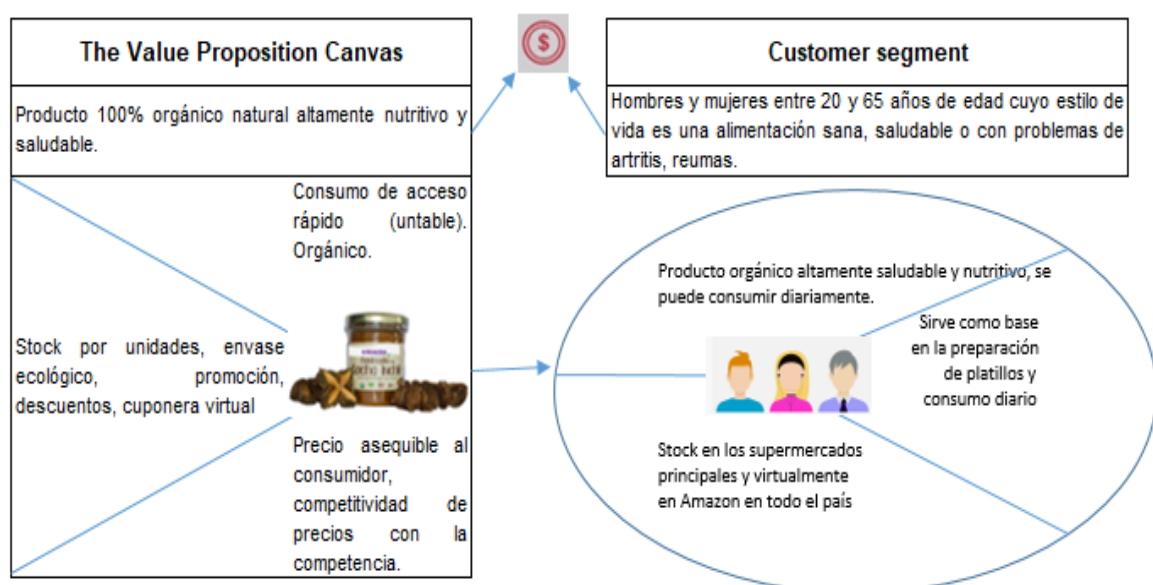 The Value Proposition Canvas
Producto 100% orgánico natural altamente nutritivo y
saludable.
Consumo de acceso
rápido (untable).
Orgánico.
Stock por unidades, envase
ecológico, promoción,
descuentos, cuponera virtual
Precio asequible al
consumidor,
competitividad de
precios con la
competencia.
$
Customer segment
Hombres y mujeres entre 20 y 65 años de edad cuyo estilo de
vida es una alimentación sana, saludable o con problemas de
artritis, reumas.
Producto orgánico altamente saludable y nutritivo, se
puede consumir diariamente.
Sirve como base
en la preparación
de platillos y
consumo diario
Stock en los supermercados
principales y virtualmente
en Amazon en todo el país